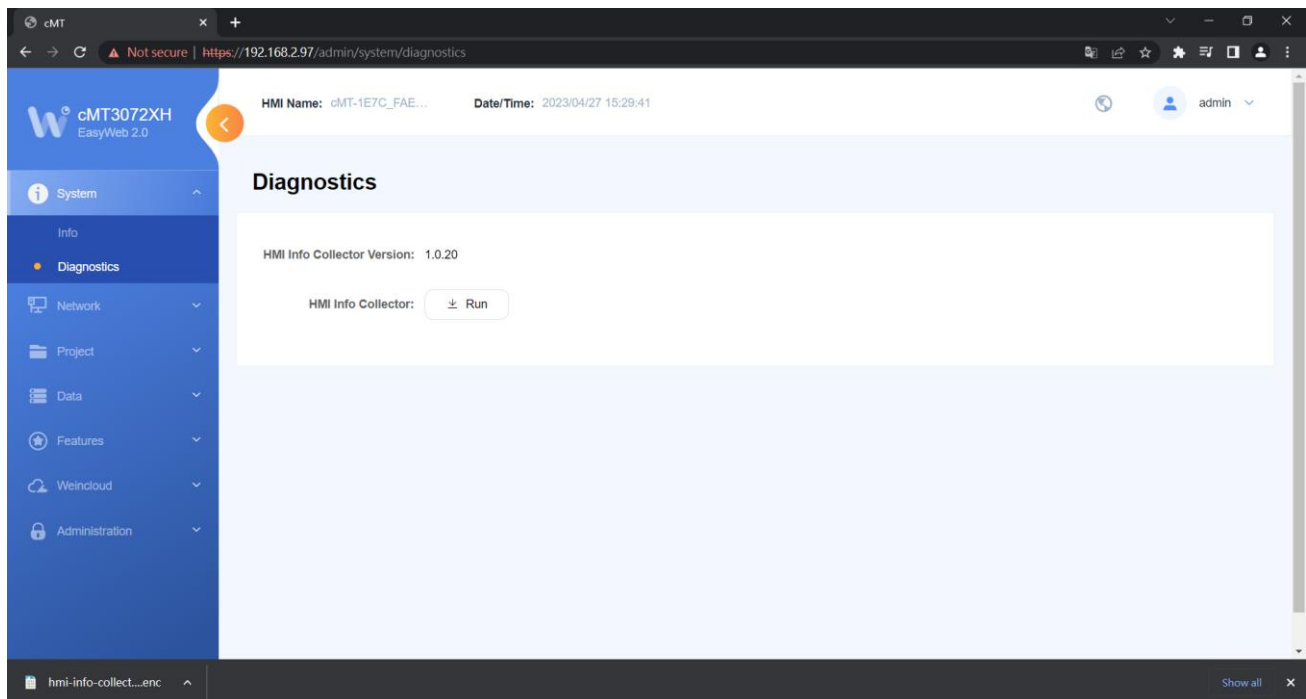 cMT
Not secure | https://192.168.2.97/admin/system/diagnostics
cMT3072XH
EasyWeb 2.0
HMI Name: cMT-1E7C_FAE... Date/Time: 2023/04/27 15:29:41
admin
System
Info
Diagnostics
Network
Project
Data
Features
Weincloud
Administration
Diagnostics
HMI Info Collector Version: 1.0.20
HMI Info Collector: Run
hmi-info-collect....enc
Show all